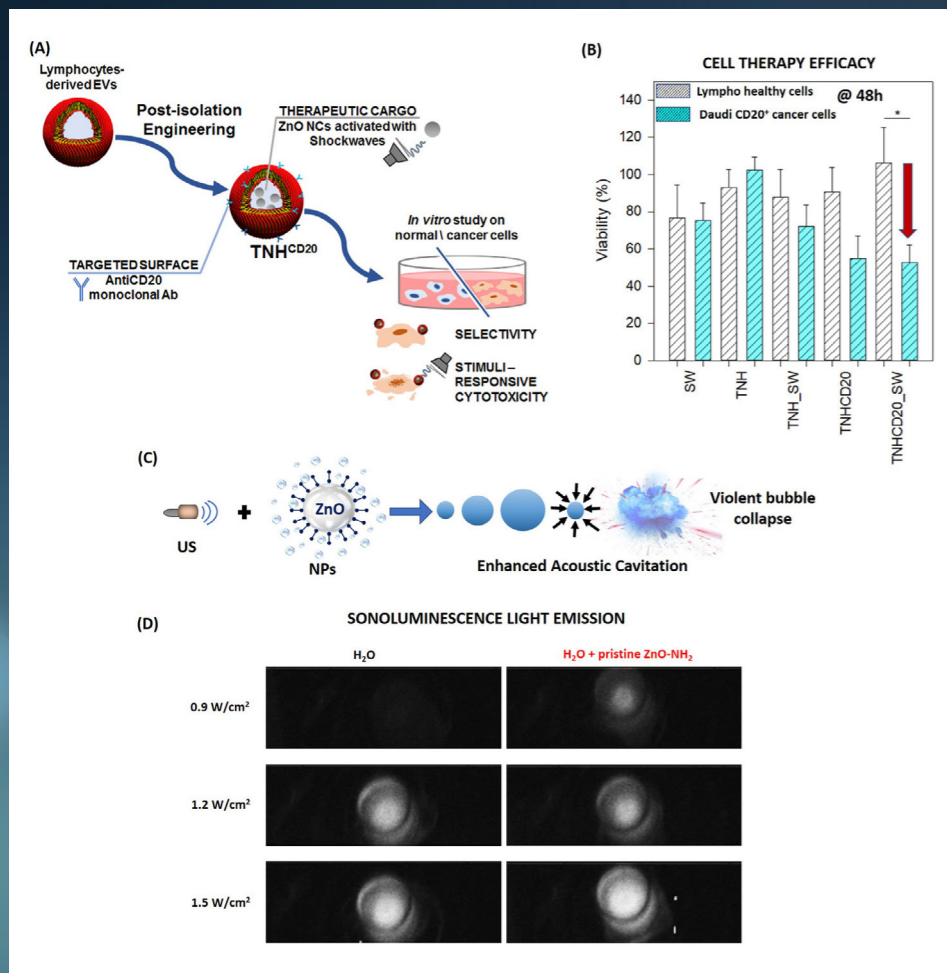 (A)
Lymphocytes-
derived EVs
Post-isolation
Engineering
THERAPEUTIC CARGO
ZnO NCs activated with
Shockwaves
TNHCD20
TARGETED SURFACE
AntiCD20
monoclonal Ab
In vitro study on
normal \ cancer cells
SELECTIVITY
STIMULI –
RESPONSIVE
CYTOTOXICITY
(B)
CELL THERAPY EFFICACY
Lympho healthy cells
@ 48h
Daudi CD20⁺ cancer cells
*
Viability (%)
140
120
100
80
60
40
20
0
SW
TNH
TNH_SW
TNHCD20
TNHCD20_SW
(C)
US
+
ZnO
NPs
Enhanced Acoustic Cavitation
Violent bubble
collapse
(D)
SONOLUMINESCENCE LIGHT EMISSION
H₂O
H₂O + pristine ZnO-NH₂
0.9 W/cm²
1.2 W/cm²
1.5 W/cm²